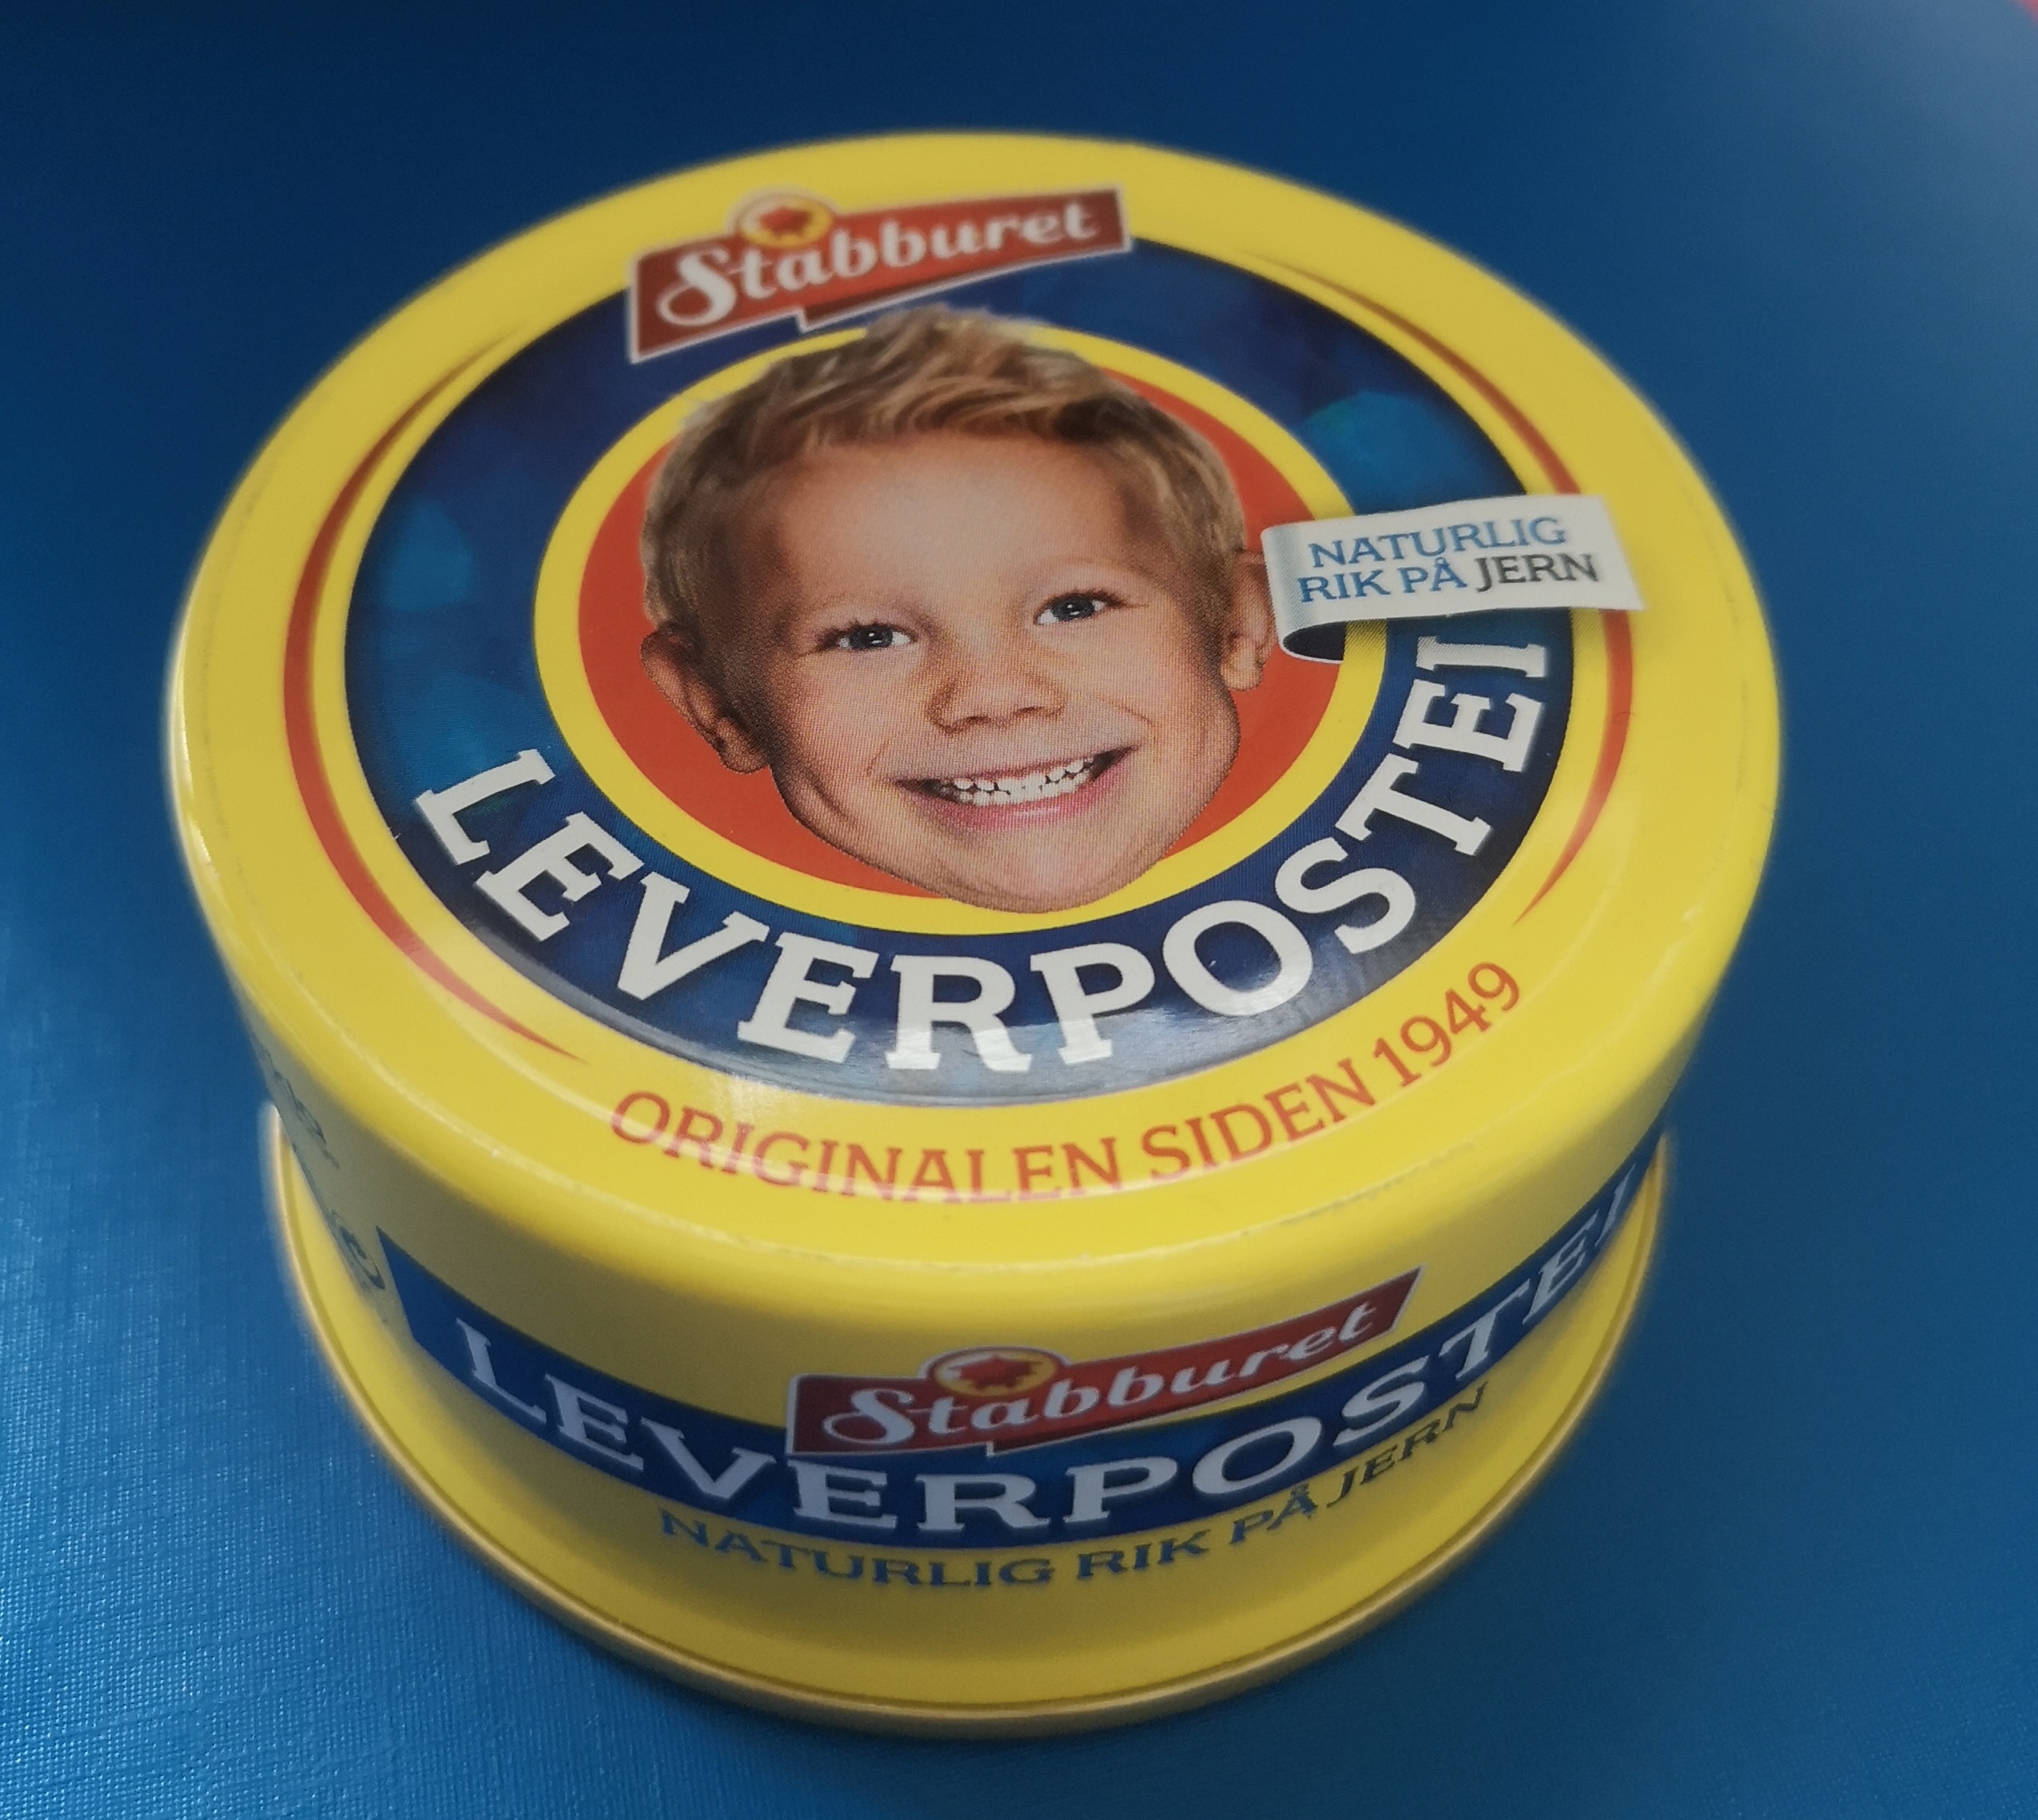 Stabburet
NATURLIG
RIK PÅ JERN
LEVERPOSTEI
ORIGINALEN SIDEN 1949
Stabburet
LEVERPOSTEI
NATURLIG RIK PÅ JERN